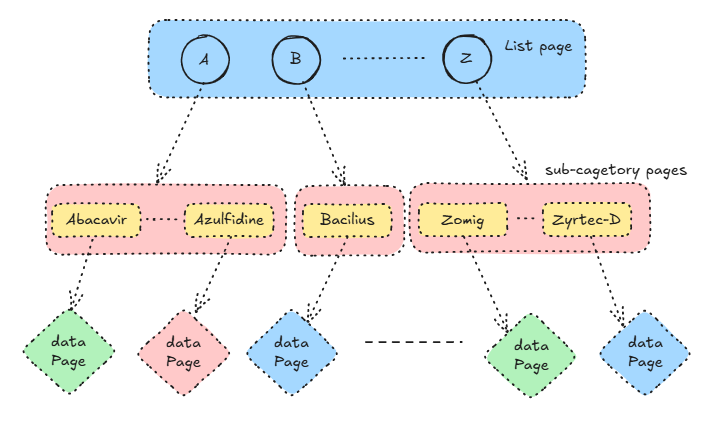 A
B
Z
List page
sub-cagetory pages
Abacavir
Azulfidine
Bacilius
Zomig
Zyrtec-D
data
Page
data
Page
data
Page
data
Page
data
Page